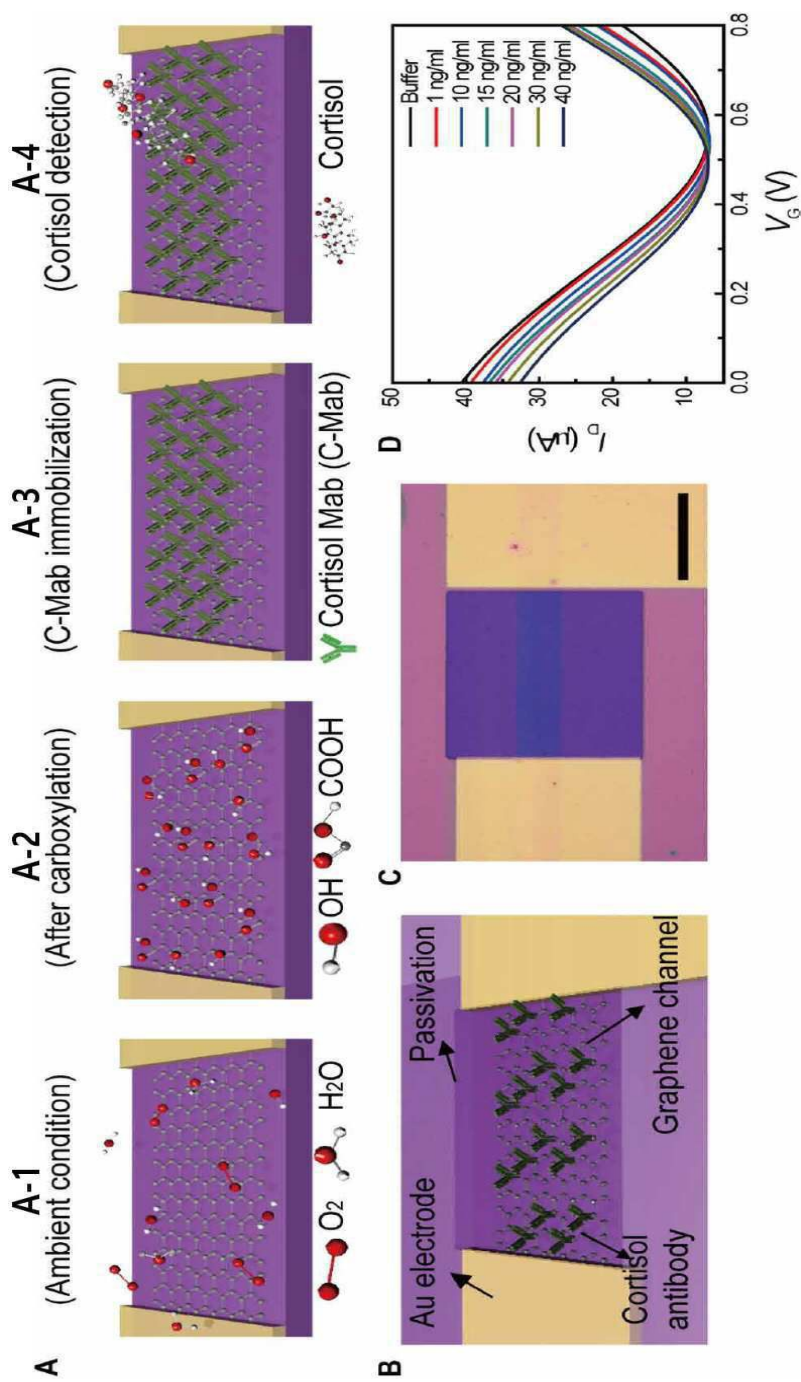 A
A-1
(Ambient condition)
O2
H2O
A-2
(After carboxylation)
OH
COOH
A-3
(C-Mab immobilization)
Cortisol Mab (C-Mab)
A-4
(Cortisol detection)
Cortisol
B
Au electrode
Passivation
Cortisol
antibody
Graphene channel
C
D
I_D (µA)
50
40
30
20
10
Buffer
1 ng/ml
10 ng/ml
15 ng/ml
20 ng/ml
30 ng/ml
40 ng/ml
0.0
0.2
0.4
0.6
0.8
V_G (V)